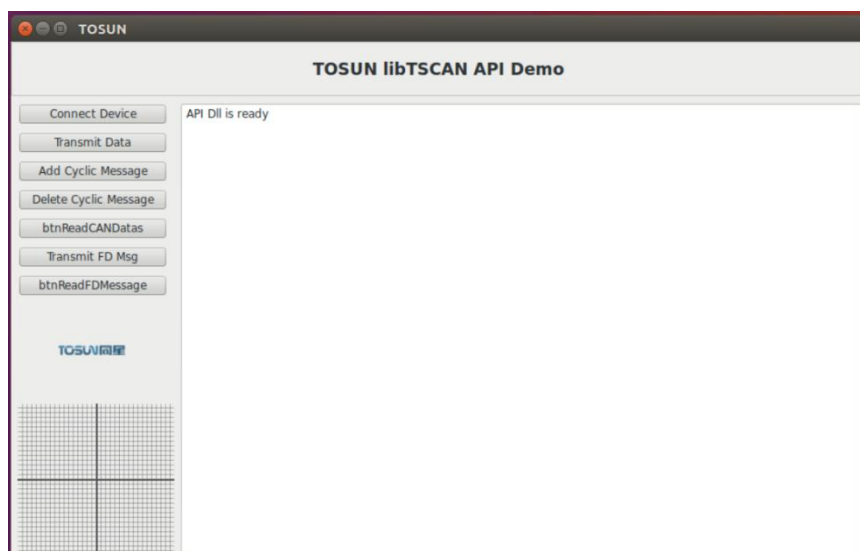 TOSUN
TOSUN libTSCAN API Demo
Connect Device
API Dll is ready
Transmit Data
Add Cyclic Message
Delete Cyclic Message
btnReadCANDatas
Transmit FD Msg
btnReadFDMessage
TOSUN同星